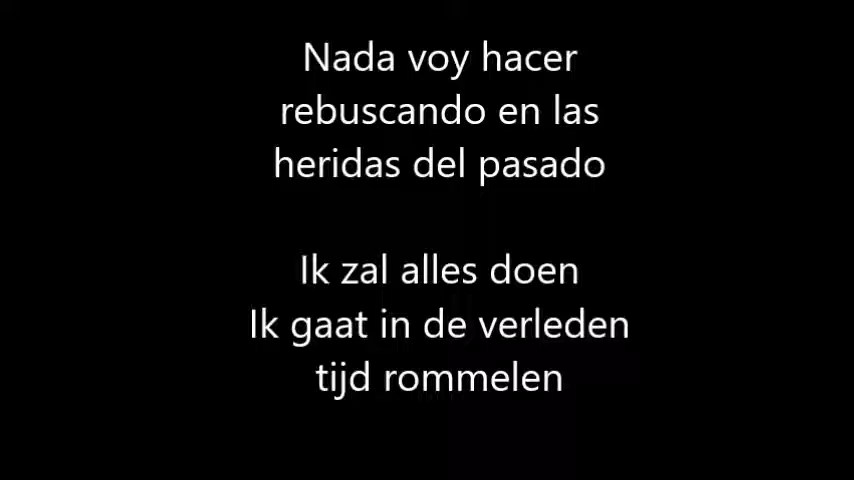 Nada voy hacer
rebuscando en las
heridas del pasado
Ik zal alles doen
Ik gaat in de verleden
tijd rommelen